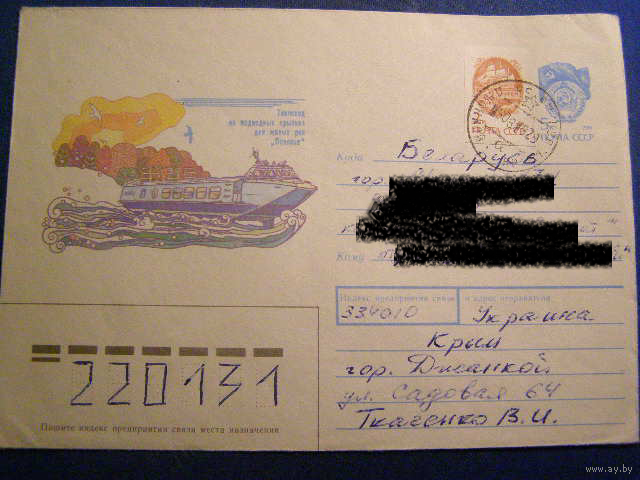 Теплоход
на подводных крыльях
для малых рек
„Полесье"
ПОЧТА СССР
Куда Беларусь
гор.
Кому
Индекс предприятия связи и адрес отправителя
334010 Украина
Крым
гор. Джанкой
ул. Садовая 64
Ткаченко В.И.
220131
Пишите индекс предприятия связи места назначения
www.ay.by